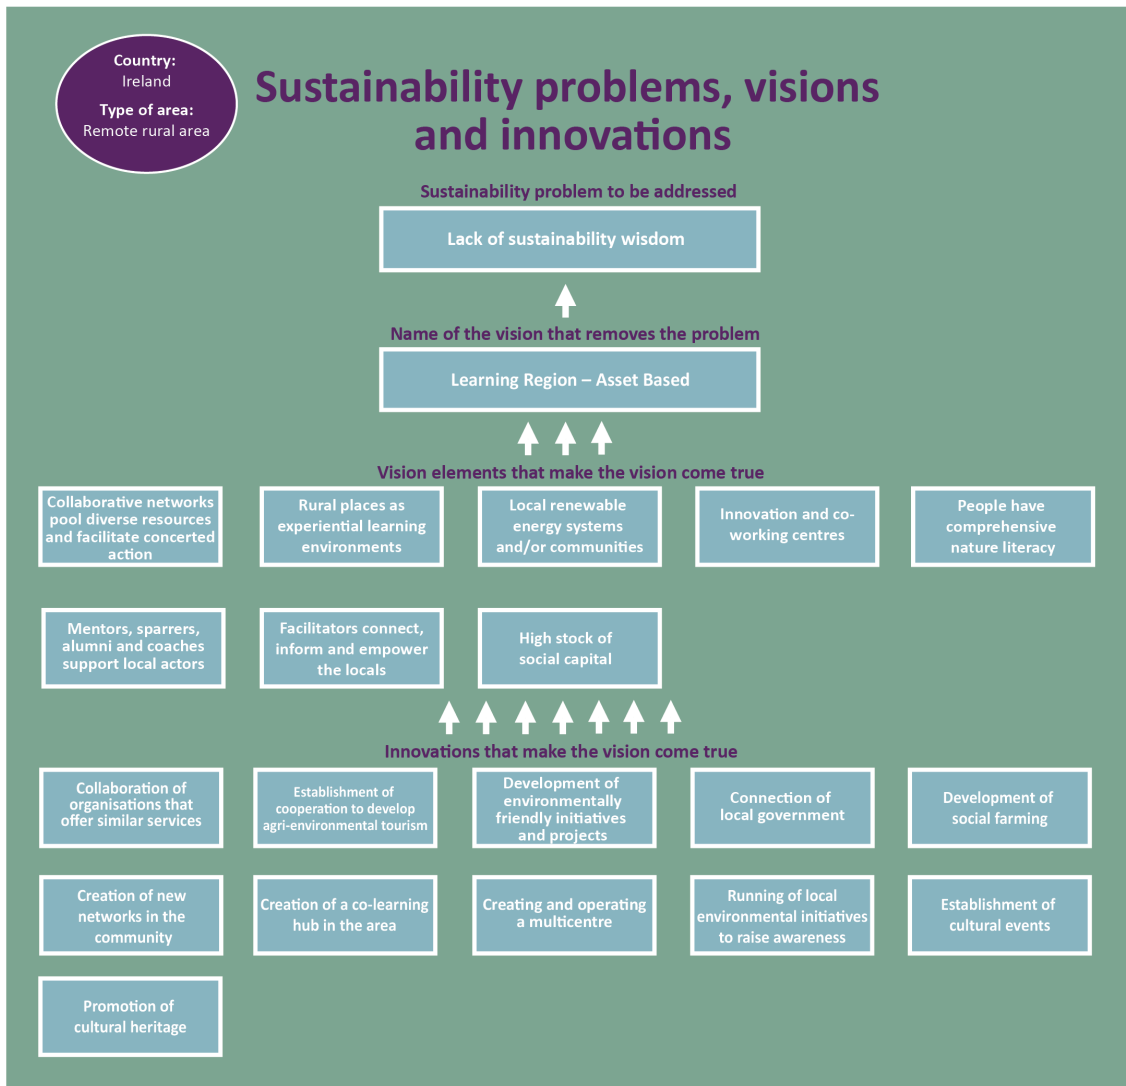 Country:
Ireland
Type of area:
Remote rural area
Sustainability problems, visions
and innovations
Sustainability problem to be addressed
Lack of sustainability wisdom
Name of the vision that removes the problem
Learning Region – Asset Based
Vision elements that make the vision come true
Collaborative networks
pool diverse resources
and facilitate concerted
action
Rural places as
experiential learning
environments
Local renewable
energy systems
and/or communities
Innovation and co-
working centres
People have
comprehensive
nature literacy
Mentors, sparrers,
alumni and coaches
support local actors
Facilitators connect,
inform and empower
the locals
High stock of
social capital
Innovations that make the vision come true
Collaboration of
organisations that
offer similar services
Establishment of
cooperation to develop
agri-environmental tourism
Development of
environmentally
friendly initiatives
and projects
Connection of
local government
Development of
social farming
Creation of new
networks in the
community
Creation of a co-learning
hub in the area
Creating and operating
a multicentre
Running of local
environmental initiatives
to raise awareness
Establishment of
cultural events
Promotion of
cultural heritage